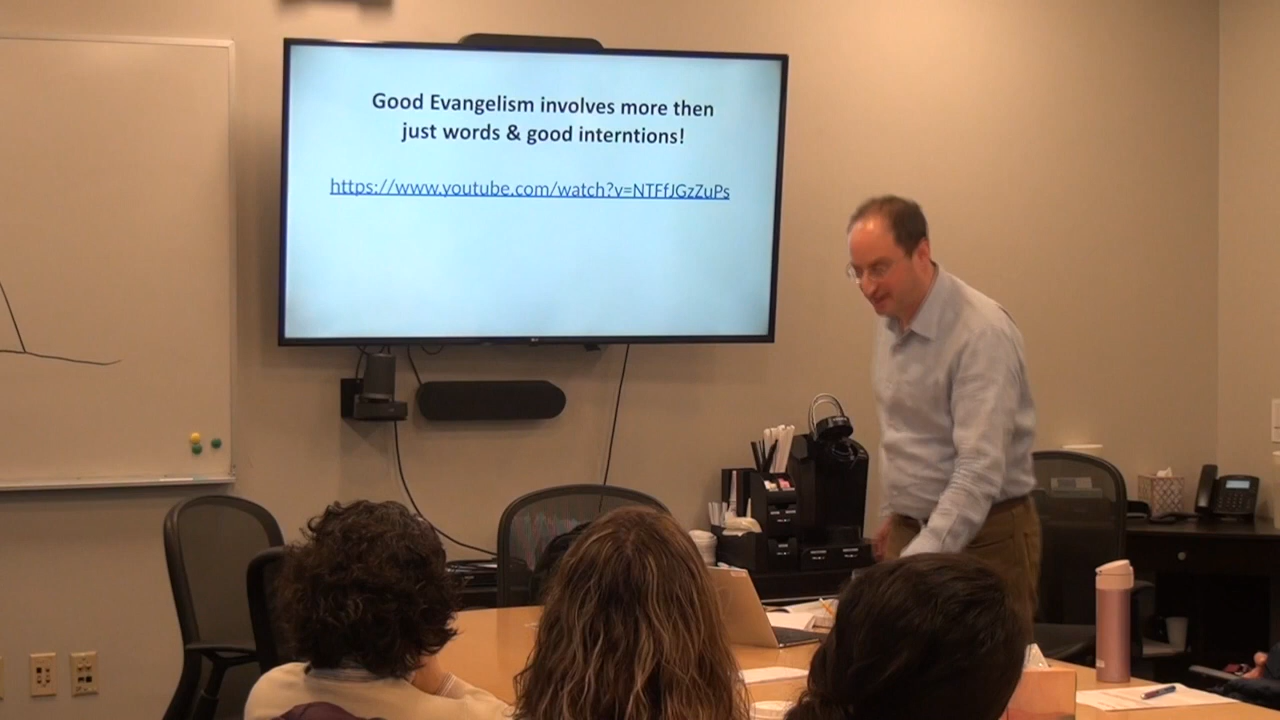 Good Evangelism involves more then
just words & good interntions!
https://www.youtube.com/watch?v=NTFfJGzZuPs